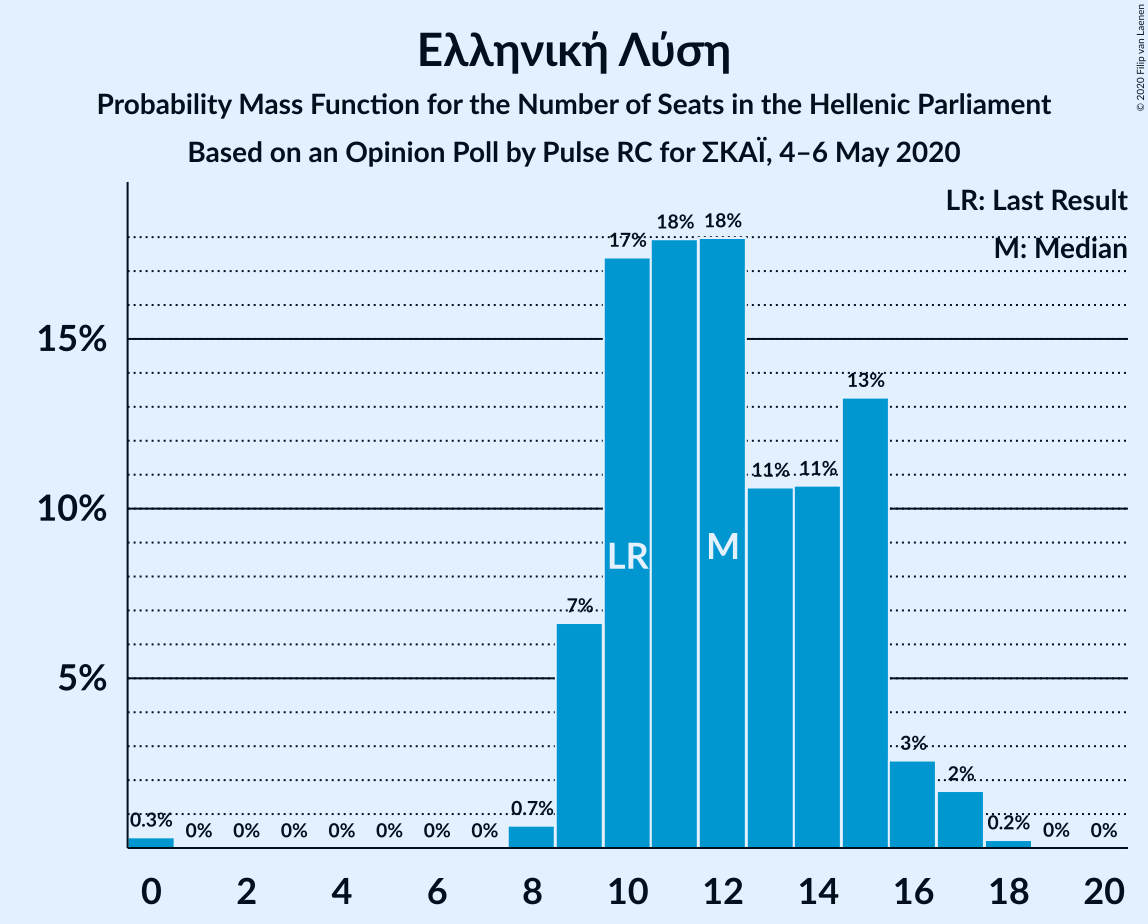 Ελληνική Λύση
Probability Mass Function for the Number of Seats in the Hellenic Parliament
Based on an Opinion Poll by Pulse RC for ΣΚΑΪ, 4–6 May 2020
© 2020 Filip van Laenen
LR: Last Result
M: Median
15%
10%
5%
0.3%
0%
0%
0%
0%
0%
0%
0%
0.7%
7%
17%
18%
18%
11%
11%
13%
3%
2%
0.2%
0%
0%
LR
M
0 2 4 6 8 10 12 14 16 18 20